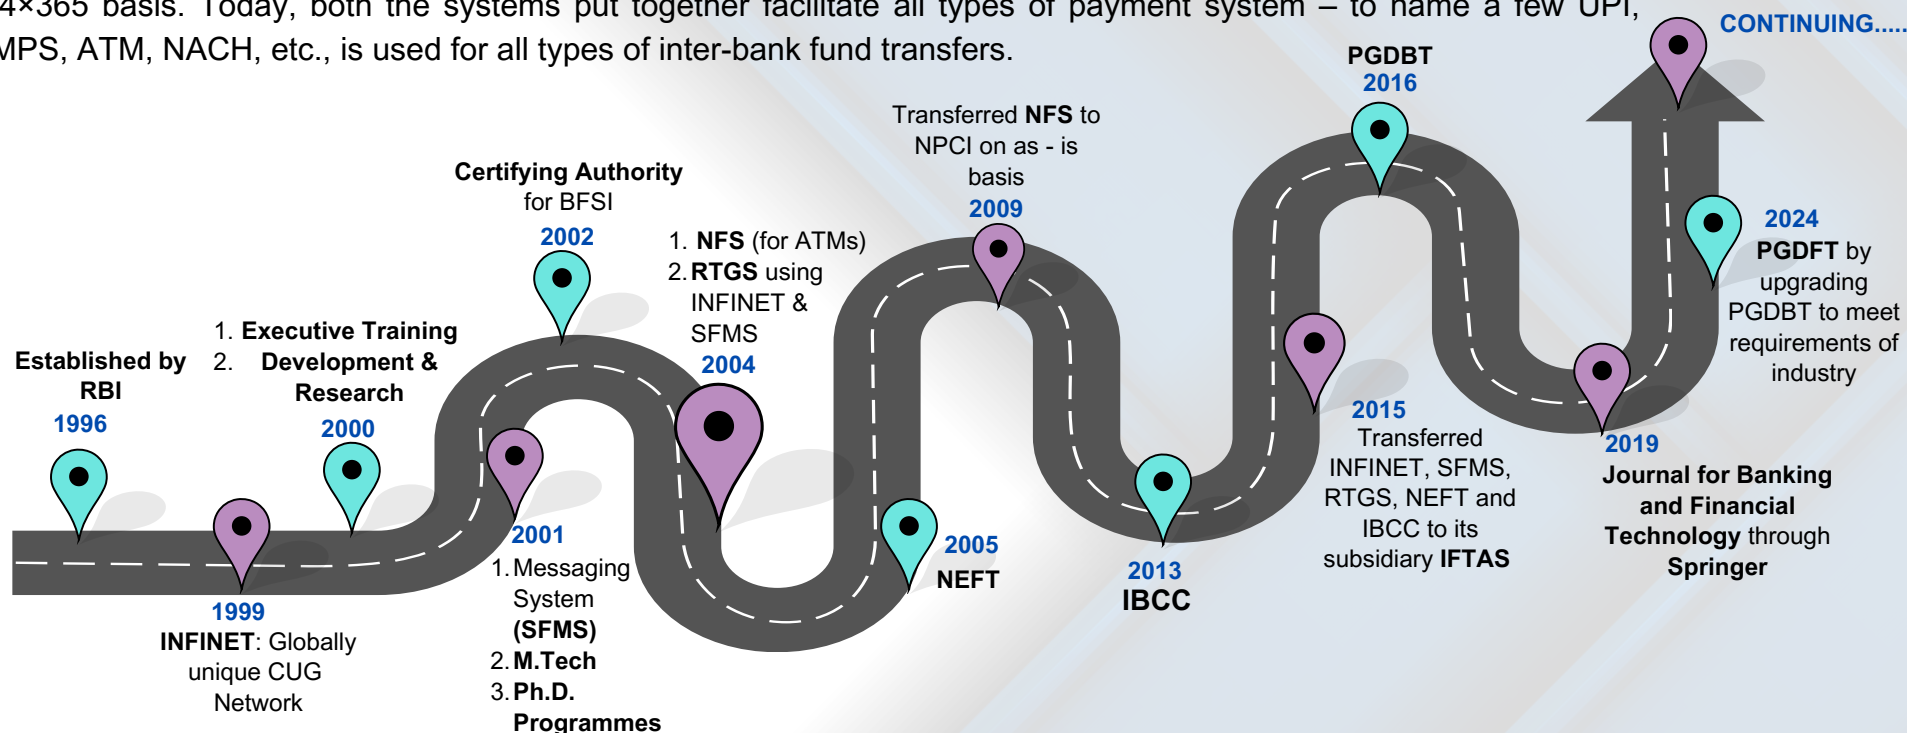 4×365 basis. Today, both the systems put together facilitate all types of payment system – to name a few UPI,
MPS, ATM, NACH, etc., is used for all types of inter-bank fund transfers.
Established by
RBI
1996
1999
INFINET: Globally
unique CUG
Network
1. Executive Training
2. Development &
Research
2000
2001
1. Messaging
System
(SFMS)
2. M.Tech
3. Ph.D.
Programmes
Certifying Authority
for BFSI
2002
1. NFS (for ATMs)
2. RTGS using
INFINET &
SFMS
2004
2005
NEFT
Transferred NFS to
NPCI on as - is
basis
2009
2013
IBCC
2015
Transferred
INFINET, SFMS,
RTGS, NEFT and
IBCC to its
subsidiary IFTAS
PGDBT
2016
2019
Journal for Banking
and Financial
Technology through
Springer
2024
PGDFT by
upgrading
PGDBT to meet
requirements of
industry
CONTINUING.....